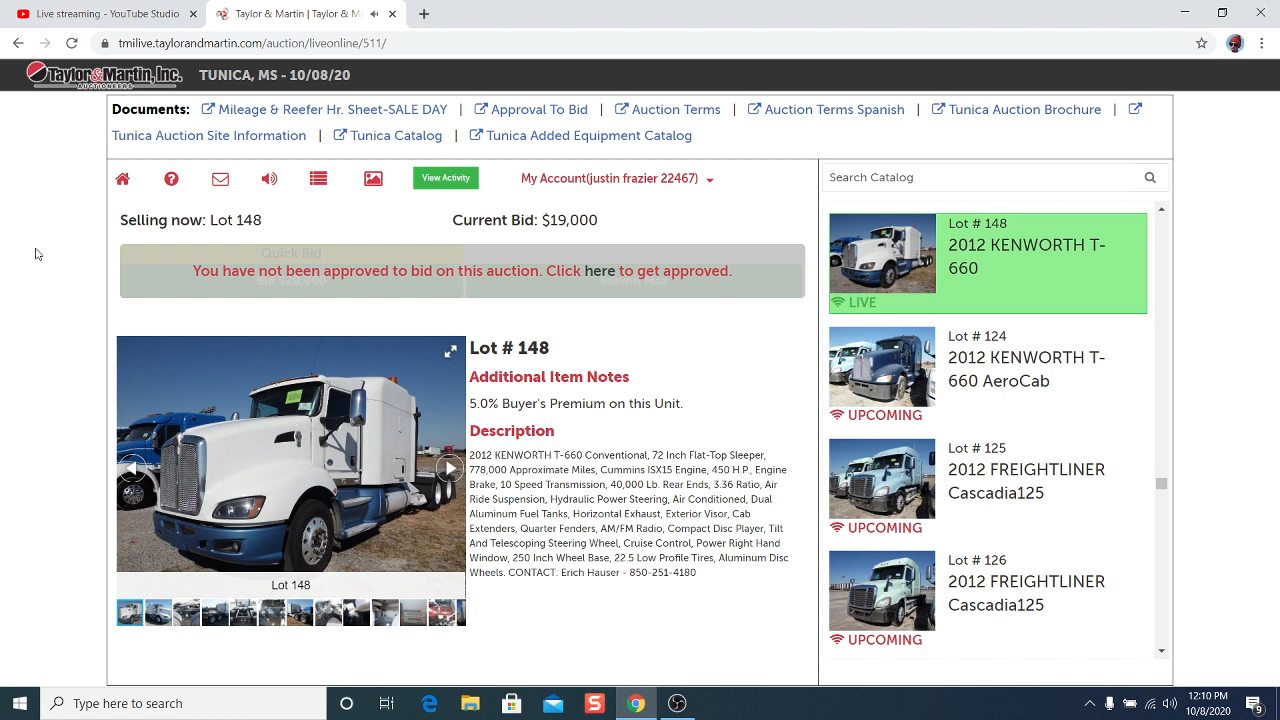 Live streaming - YouTube Studio
Taylor & Martin | Taylor & M
tmilive.taylorandmartin.com/auction/liveonline/511/
Taylor&Martin, Inc.
AUCTIONEERS
TUNICA, MS - 10/08/20
Documents: Mileage & Reefer Hr. Sheet-SALE DAY | Approval To Bid | Auction Terms | Auction Terms Spanish | Tunica Auction Brochure |
Tunica Auction Site Information | Tunica Catalog | Tunica Added Equipment Catalog
View Activity
My Account(justin frazier 22467)
Search Catalog
Selling now: Lot 148
Current Bid: $19,000
Quick Bid
You have not been approved to bid on this auction. Click here to get approved.
Lot # 148
Additional Item Notes
5.0% Buyer's Premium on this Unit.
Description
2012 KENWORTH T-660 Conventional, 72 Inch Flat-Top Sleeper,
778,000 Approximate Miles, Cummins ISX15 Engine, 450 H.P., Engine
Brake, 10 Speed Transmission, 40,000 Lb. Rear Ends, 3.36 Ratio, Air
Ride Suspension, Hydraulic Power Steering, Air Conditioned, Dual
Aluminum Fuel Tanks, Horizontal Exhaust, Exterior Visor, Cab
Extenders, Quarter Fenders, AM/FM Radio, Compact Disc Player, Tilt
And Telescoping Steering Wheel, Cruise Control, Power Right Hand
Window, 250 Inch Wheel Base, 22.5 Low Profile Tires, Aluminum Disc
Wheels. CONTACT: Erich Hauser - 850-251-4180
Lot 148
Lot # 148
2012 KENWORTH T-
660
LIVE
Lot # 124
2012 KENWORTH T-
660 AeroCab
UPCOMING
Lot # 125
2012 FREIGHTLINER
Cascadia125
UPCOMING
Lot # 126
2012 FREIGHTLINER
Cascadia125
UPCOMING
Type here to search
12:10 PM
10/8/2020
9